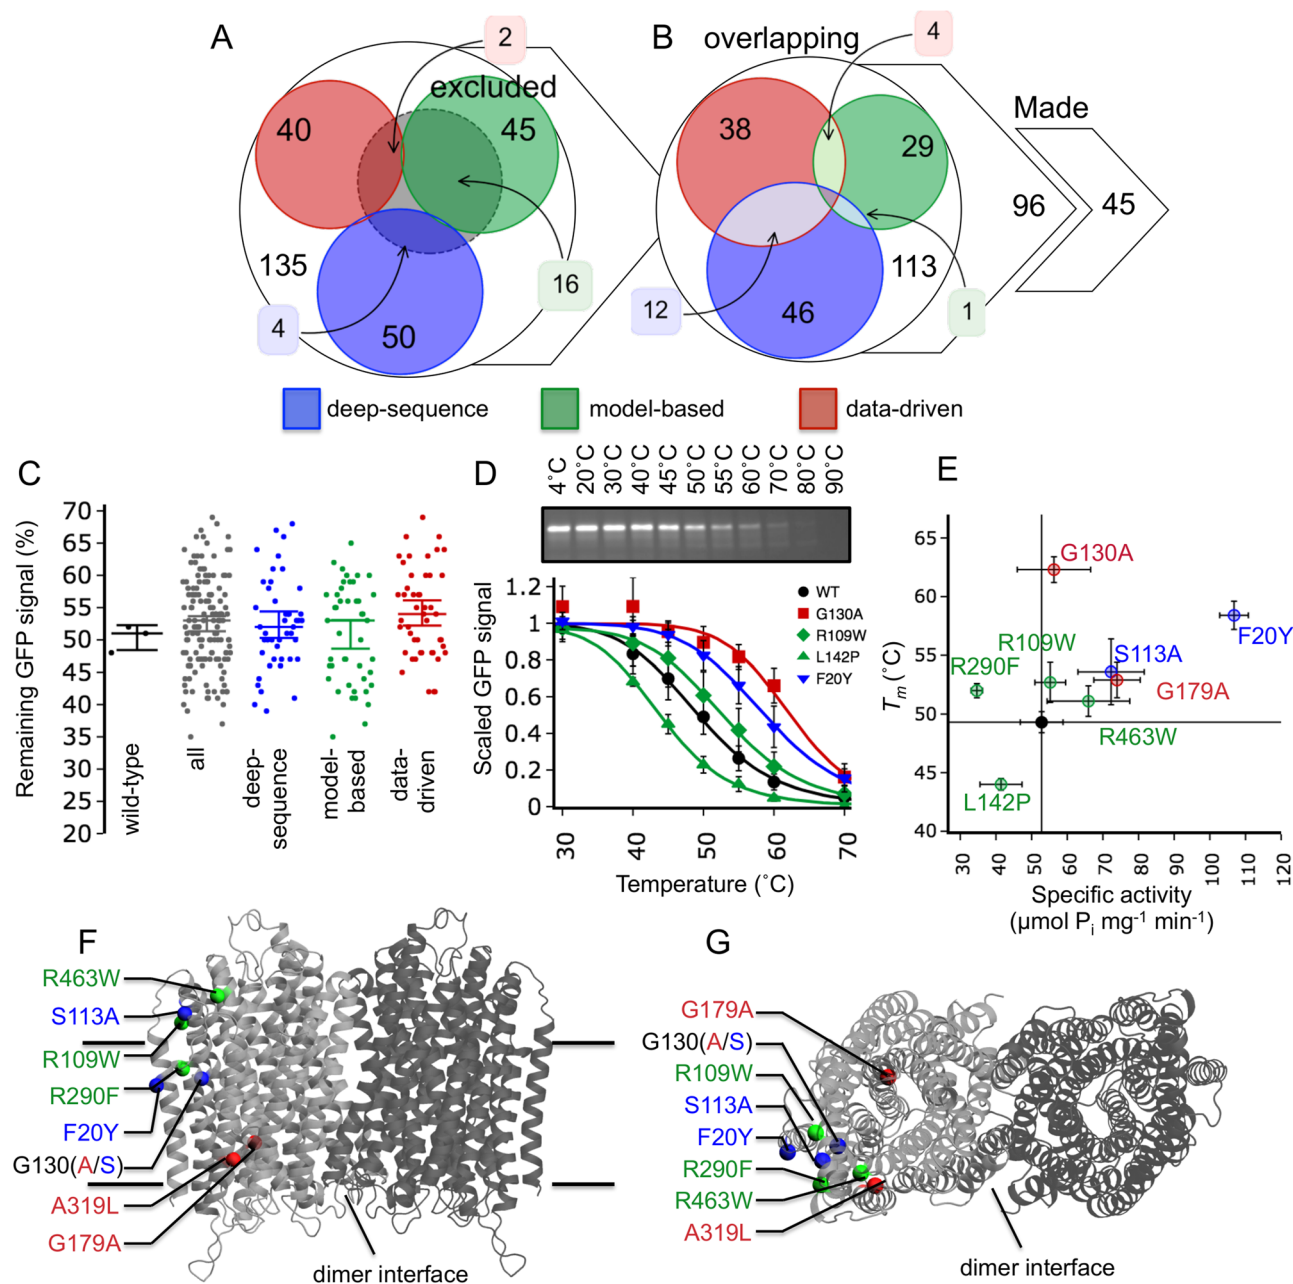 A
2
excluded
40
45
135
16
4
50
B
overlapping
4
38
29
Made
96
45
113
12
46
1
deep-sequence
model-based
data-driven
C
Remaining GFP signal (%)
70
65
60
55
50
45
40
35
30
25
20
wild-type
all
deep-
sequence
model-
based
data-
driven
D
4˚C
20˚C
30˚C
40˚C
45˚C
50˚C
55˚C
60˚C
70˚C
80˚C
90˚C
Scaled GFP signal
1.2
1
0.8
0.6
0.4
0.2
0
WT
G130A
R109W
L142P
F20Y
30
40
50
60
70
Temperature (˚C)
E
Tm (˚C)
65
60
55
50
45
40
G130A
F20Y
R109W
S113A
R290F
G179A
R463W
L142P
30
40
50
60
70
80
90
100
110
120
Specific activity
(µmol Pi mg-1 min-1)
F
R463W
S113A
R109W
R290F
F20Y
G130(A/S)
A319L
G179A
dimer interface
G
G179A
G130(A/S)
R109W
S113A
F20Y
R290F
R463W
A319L
dimer interface